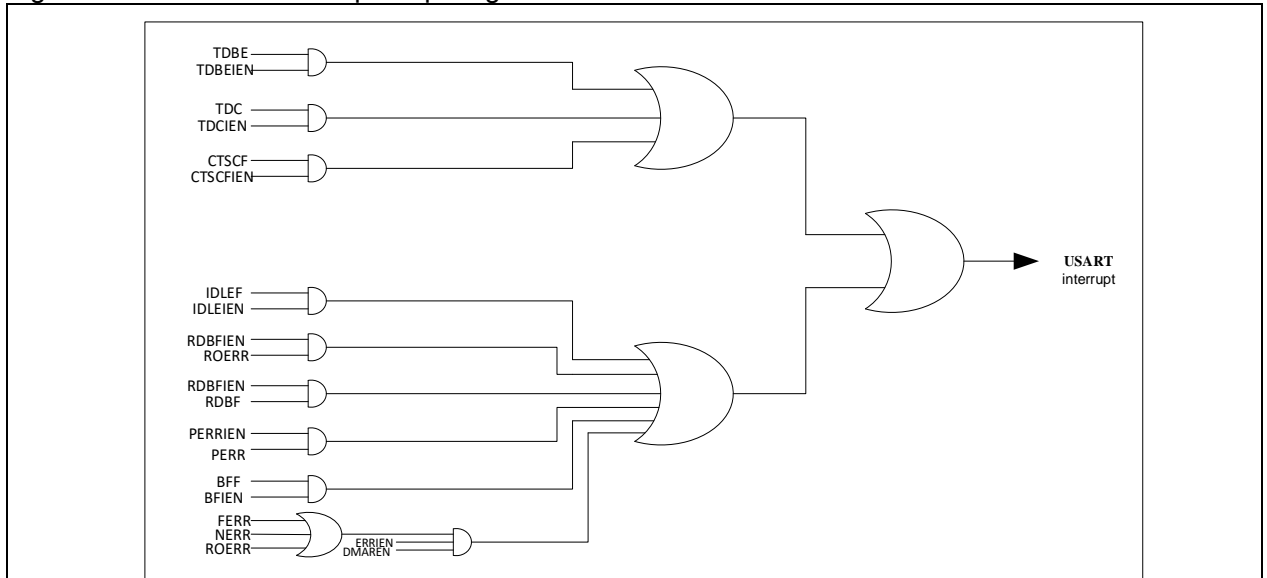 TDBE
TDBEIEN
TDC
TDCIEN
CTSCF
CTSCFIEN
IDLEF
IDLEIEN
RDBFIEN
ROERR
RDBFIEN
RDBF
PERRIEN
PERR
BFF
BFIEN
FERR
NERR
ROERR
ERRIEN
DMAREN
USART
interrupt